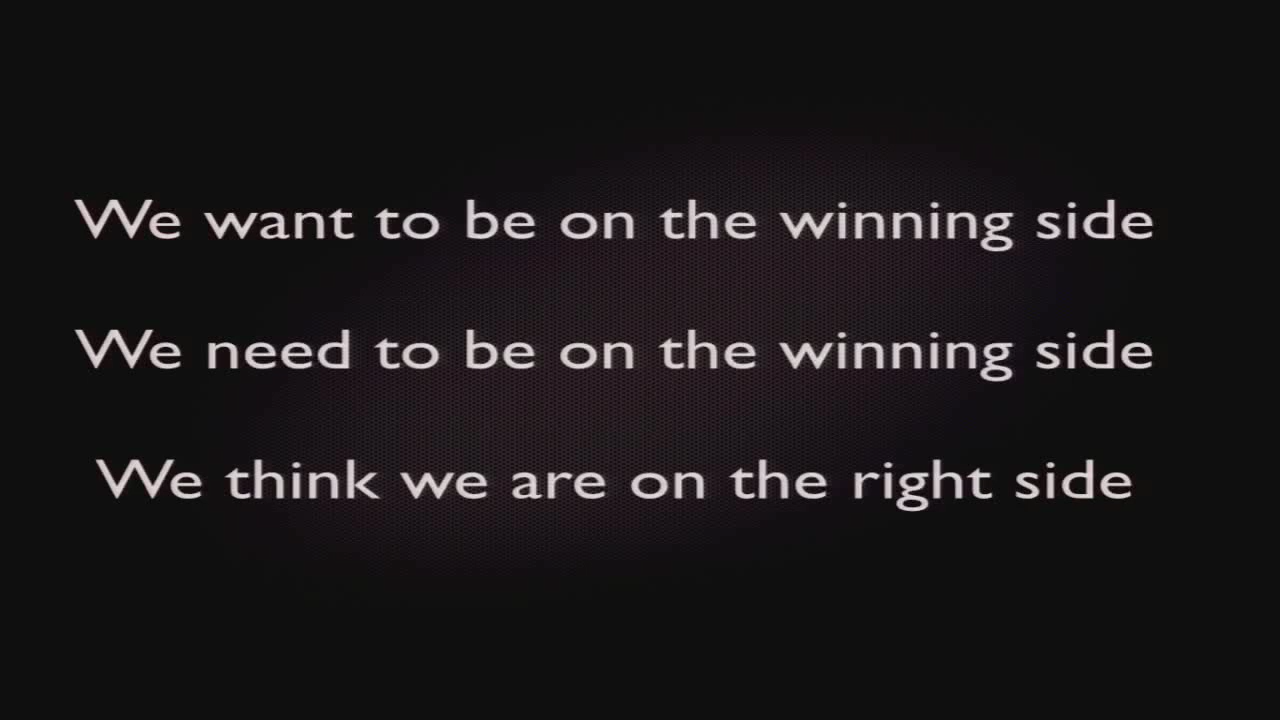 We want to be on the winning side
We need to be on the winning side
We think we are on the right side